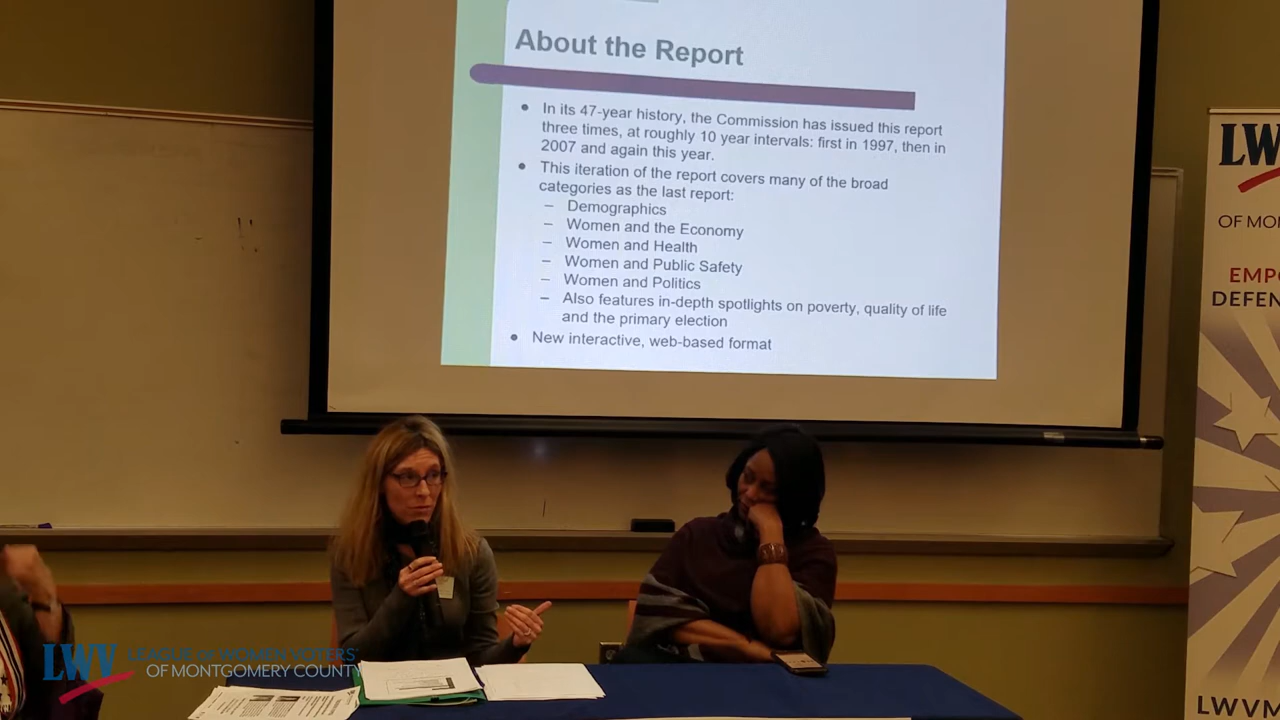 About the Report
• In its 47-year history, the Commission has issued this report
three times, at roughly 10 year intervals: first in 1997, then in
2007 and again this year.
• This iteration of the report covers many of the broad
categories as the last report:
– Demographics
– Women and the Economy
– Women and Health
– Women and Public Safety
– Women and Politics
– Also features in-depth spotlights on poverty, quality of life
and the primary election
• New interactive, web-based format
LW
OF MO
EMP
DEFEN
LWVM
LWV LEAGUE OF WOMEN VOTERS®
OF MONTGOMERY COUNTY